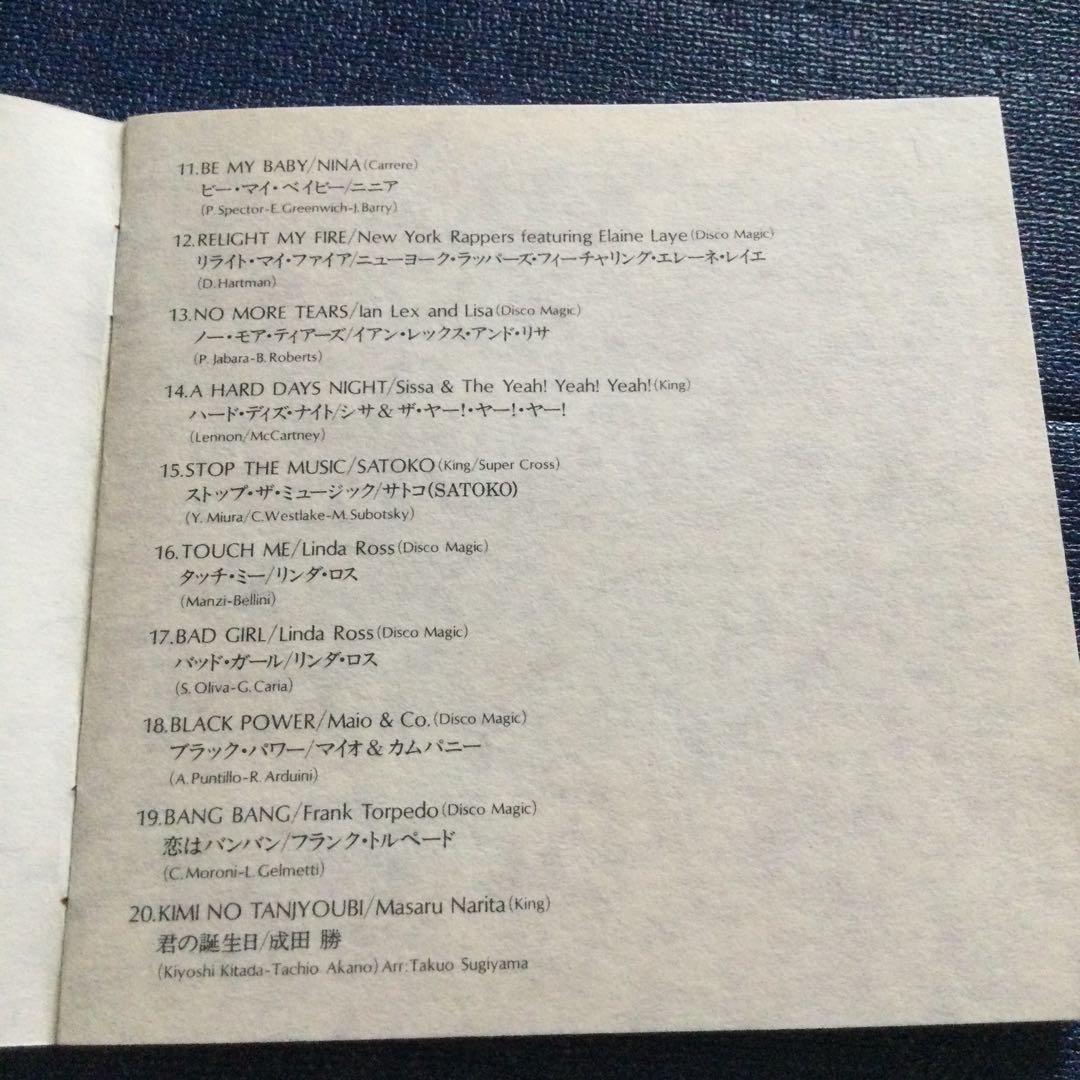 11.BE MY BABY/NINA(Carrere)
ビー・マイ・ベイビー/ニニア
(P. Spector-E. Greenwich-J. Barry)
12.RELIGHT MY FIRE/New York Rappers featuring Elaine Laye(Disco Magic)
リライト・マイ・ファイア/ニューヨーク・ラッパーズ・フィーチャリング・エレーネ・レイエ
(D. Hartman)
13.NO MORE TEARS/Ian Lex and Lisa(Disco Magic)
ノー・モア・ティアーズ/イアン・レックス・アンド・リサ
(P. Jabara-B. Roberts)
14.A HARD DAYS NIGHT/Sissa & The Yeah! Yeah! Yeah!(King)
ハード・デイズ・ナイト/シサ＆ザ・ヤー!・ヤー!・ヤー!
(Lennon/McCartney)
15.STOP THE MUSIC/SATOKO(King/Super Cross)
ストップ・ザ・ミュージック/サトコ(SATOKO)
(Y. Miura/C. Westlake-M. Subotsky)
16.TOUCH ME/Linda Ross(Disco Magic)
タッチ・ミー/リンダ・ロス
(Manzi-Bellini)
17.BAD GIRL/Linda Ross(Disco Magic)
バッド・ガール/リンダ・ロス
(S. Oliva-G. Caria)
18.BLACK POWER/Maio & Co.(Disco Magic)
ブラック・パワー/マイオ＆カムパニー
(A. Puntillo-R. Arduini)
19.BANG BANG/Frank Torpedo(Disco Magic)
恋はバンバン/フランク・トルペード
(C. Moroni-L. Gelmetti)
20.KIMI NO TANJYOUBI/Masaru Narita(King)
君の誕生日/成田 勝
(Kiyoshi Kitada-Tachio Akano) Arr: Takuo Sugiyama